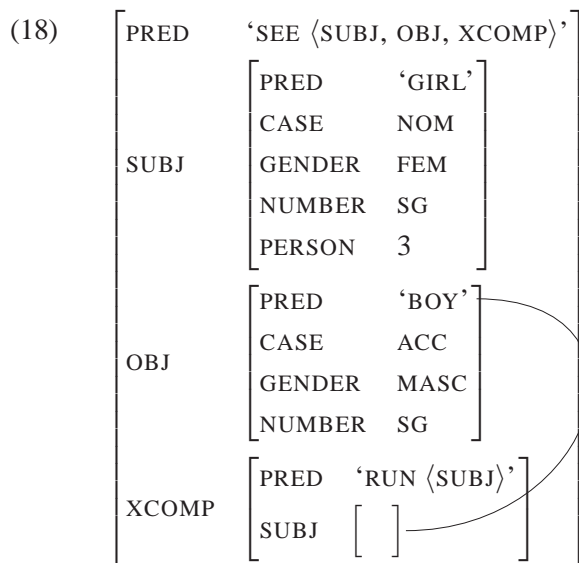 (18)
PRED ‘SEE ⟨SUBJ, OBJ, XCOMP⟩’
PRED ‘GIRL’
CASE NOM
SUBJ GENDER FEM
NUMBER SG
PERSON 3
PRED ‘BOY’
CASE ACC
OBJ
GENDER MASC
NUMBER SG
PRED ‘RUN ⟨SUBJ⟩’
XCOMP
SUBJ [ ]